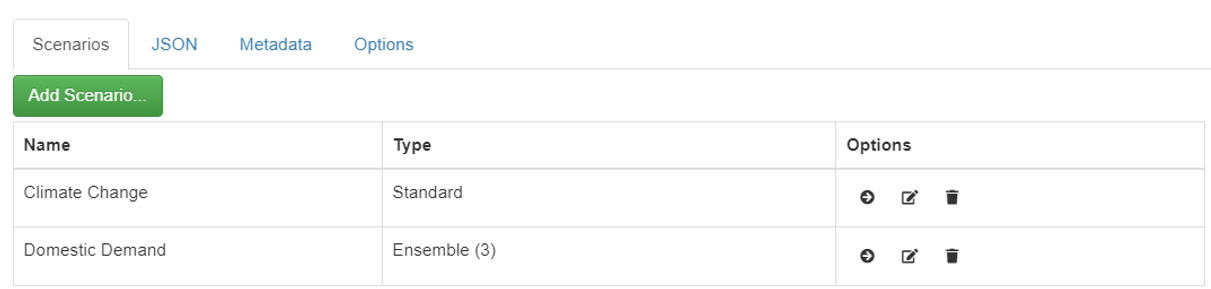 Scenarios JSON Metadata Options
Add Scenario...
Name Type Options
Climate Change Standard
Domestic Demand Ensemble (3)